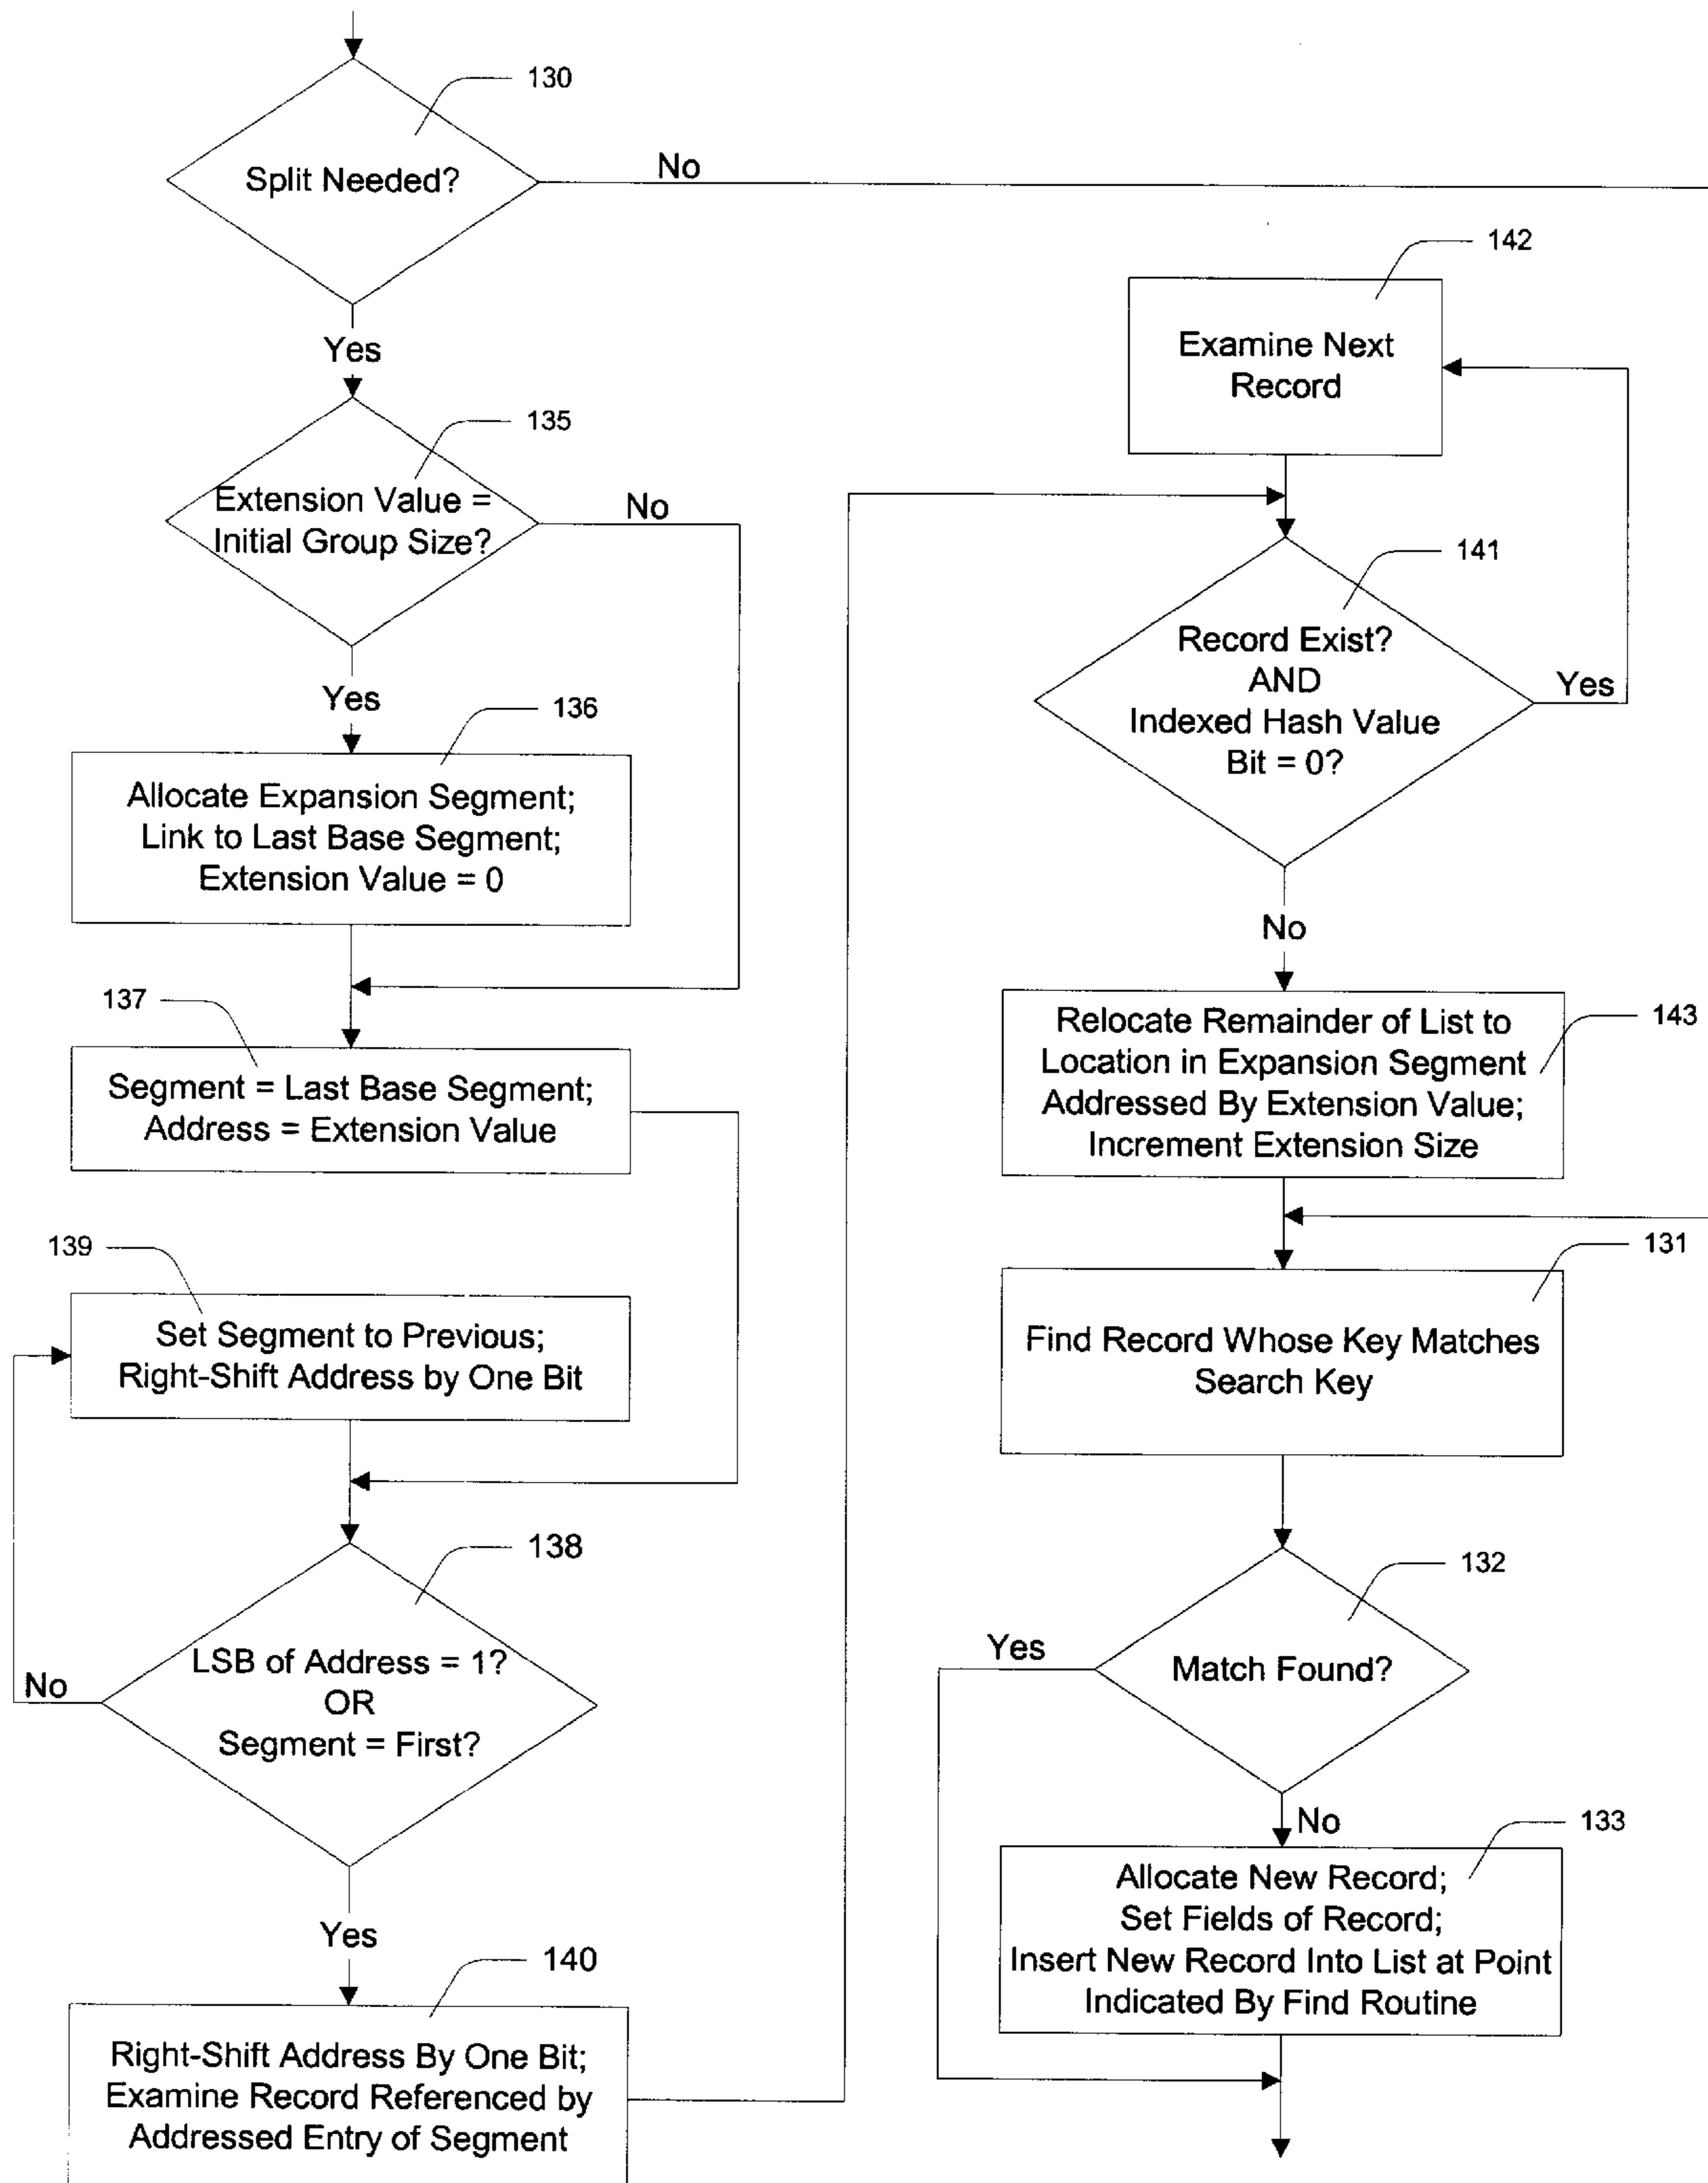 130
Split Needed?
No
Yes
135
Extension Value =
Initial Group Size?
No
Yes
136
Allocate Expansion Segment;
Link to Last Base Segment;
Extension Value = 0
137
Segment = Last Base Segment;
Address = Extension Value
139
Set Segment to Previous;
Right-Shift Address by One Bit
138
LSB of Address = 1?
OR
Segment = First?
No
Yes
140
Right-Shift Address By One Bit;
Examine Record Referenced by
Addressed Entry of Segment
142
Examine Next
Record
141
Record Exist?
AND
Indexed Hash Value
Bit = 0?
Yes
No
143
Relocate Remainder of List to
Location in Expansion Segment
Addressed By Extension Value;
Increment Extension Size
131
Find Record Whose Key Matches
Search Key
132
Match Found?
Yes
No
133
Allocate New Record;
Set Fields of Record;
Insert New Record Into List at Point
Indicated By Find Routine